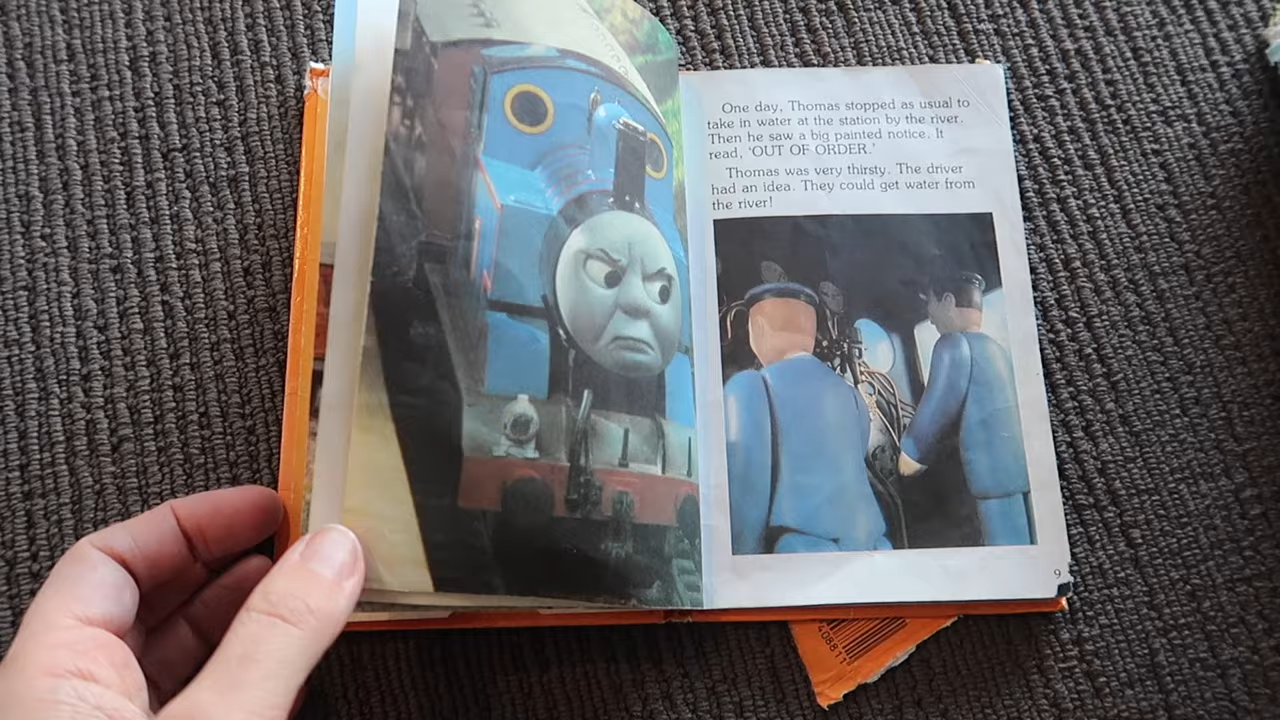 One day, Thomas stopped as usual to
take in water at the station by the river.
Then he saw a big painted notice. It
read, ‘OUT OF ORDER.’
Thomas was very thirsty. The driver
had an idea. They could get water from
the river!
9
408811